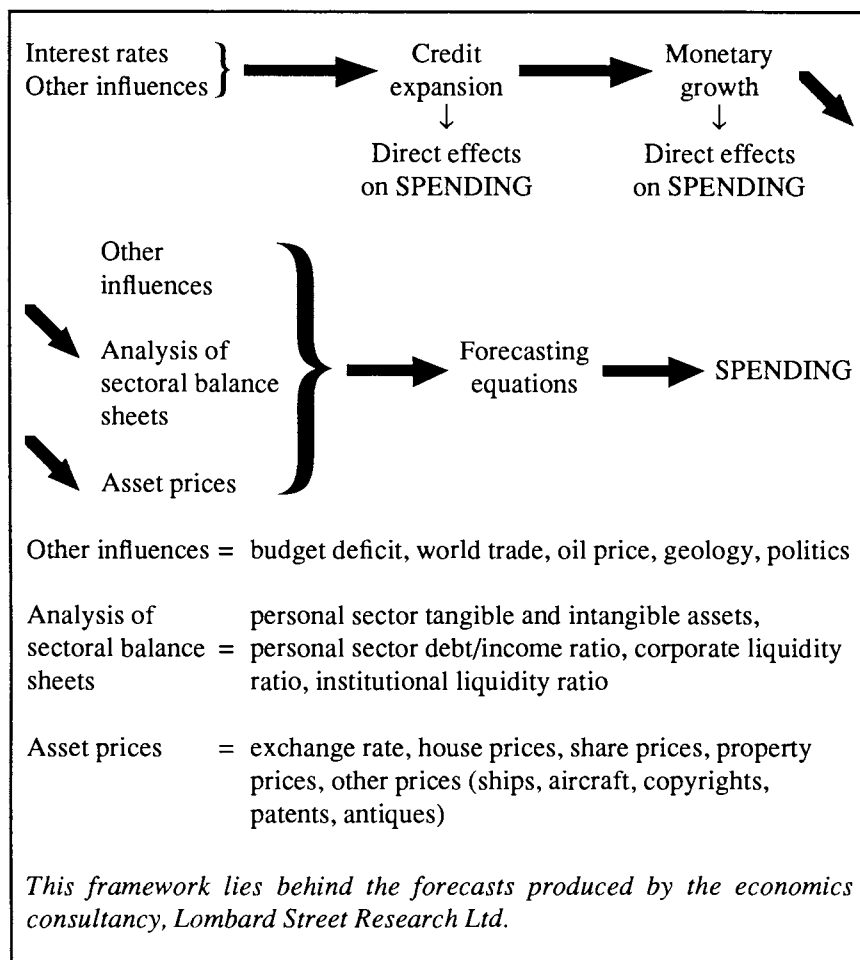 Interest rates
Other influences
Credit
expansion
Monetary
growth
Direct effects
on SPENDING
Direct effects
on SPENDING
Other
influences
Analysis of
sectoral balance
sheets
Asset prices
Forecasting
equations
SPENDING
Other influences = budget deficit, world trade, oil price, geology, politics
Analysis of personal sector tangible and intangible assets,
sectoral balance = personal sector debt/income ratio, corporate liquidity
sheets ratio, institutional liquidity ratio
Asset prices = exchange rate, house prices, share prices, property
prices, other prices (ships, aircraft, copyrights,
patents, antiques)
This framework lies behind the forecasts produced by the economics
consultancy, Lombard Street Research Ltd.